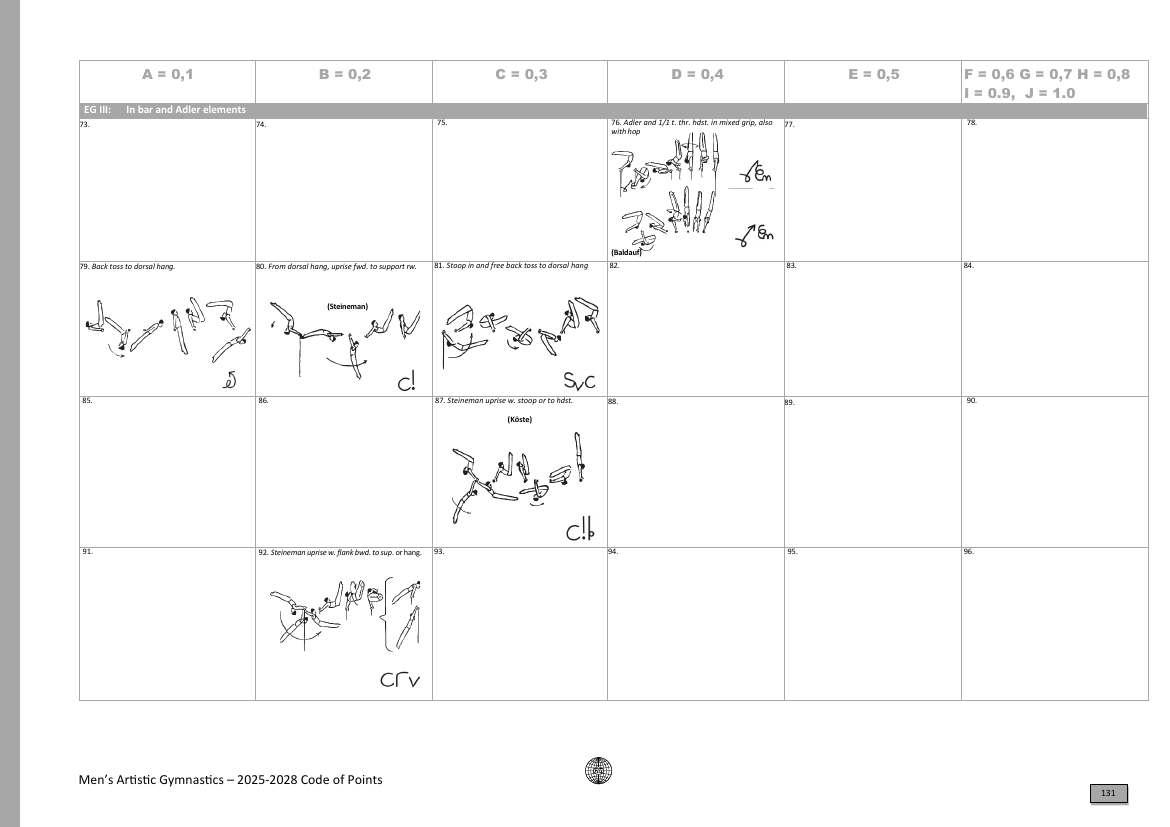 A = 0,1
B = 0,2
C = 0,3
D = 0,4
E = 0,5
F = 0,6 G = 0,7 H = 0,8
I = 0.9, J = 1.0
EG III: In bar and Adler elements
73.
74.
75.
76. Adler and 1/1 t. thr. hdst. in mixed grip, also
with hop
(Baldauf)
77.
78.
79. Back toss to dorsal hang.
80. From dorsal hang, uprise fwd. to support rw.
(Steineman)
81. Stoop in and free back toss to dorsal hang
82.
83.
84.
85.
86.
87. Steineman uprise w. stoop or to hdst.
(Köste)
88.
89.
90.
91.
92. Steineman uprise w. flank bwd. to sup. or hang.
93.
94.
95.
96.
Men's Artistic Gymnastics – 2025-2028 Code of Points
131